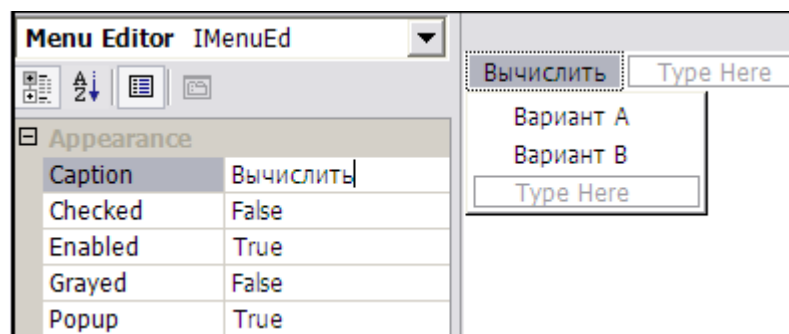 Menu Editor IMenuEd
Appearance
Caption Вычислить
Checked False
Enabled True
Grayed False
Popup True
Вычислить Type Here
Вариант А
Вариант В
Type Here